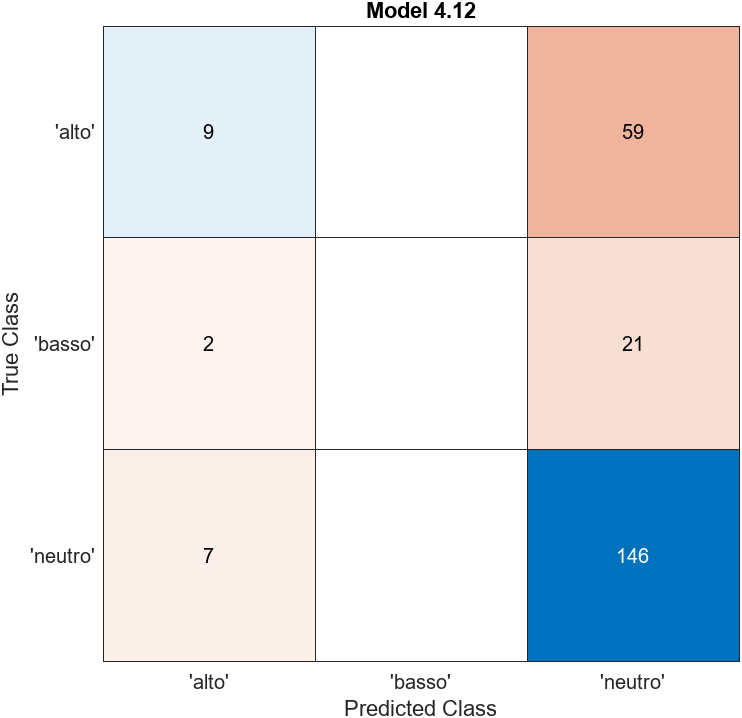 Model 4.12
'alto'
9
59
'basso'
2
21
'neutro'
7
146
'alto' 'basso' 'neutro'
Predicted Class
True Class